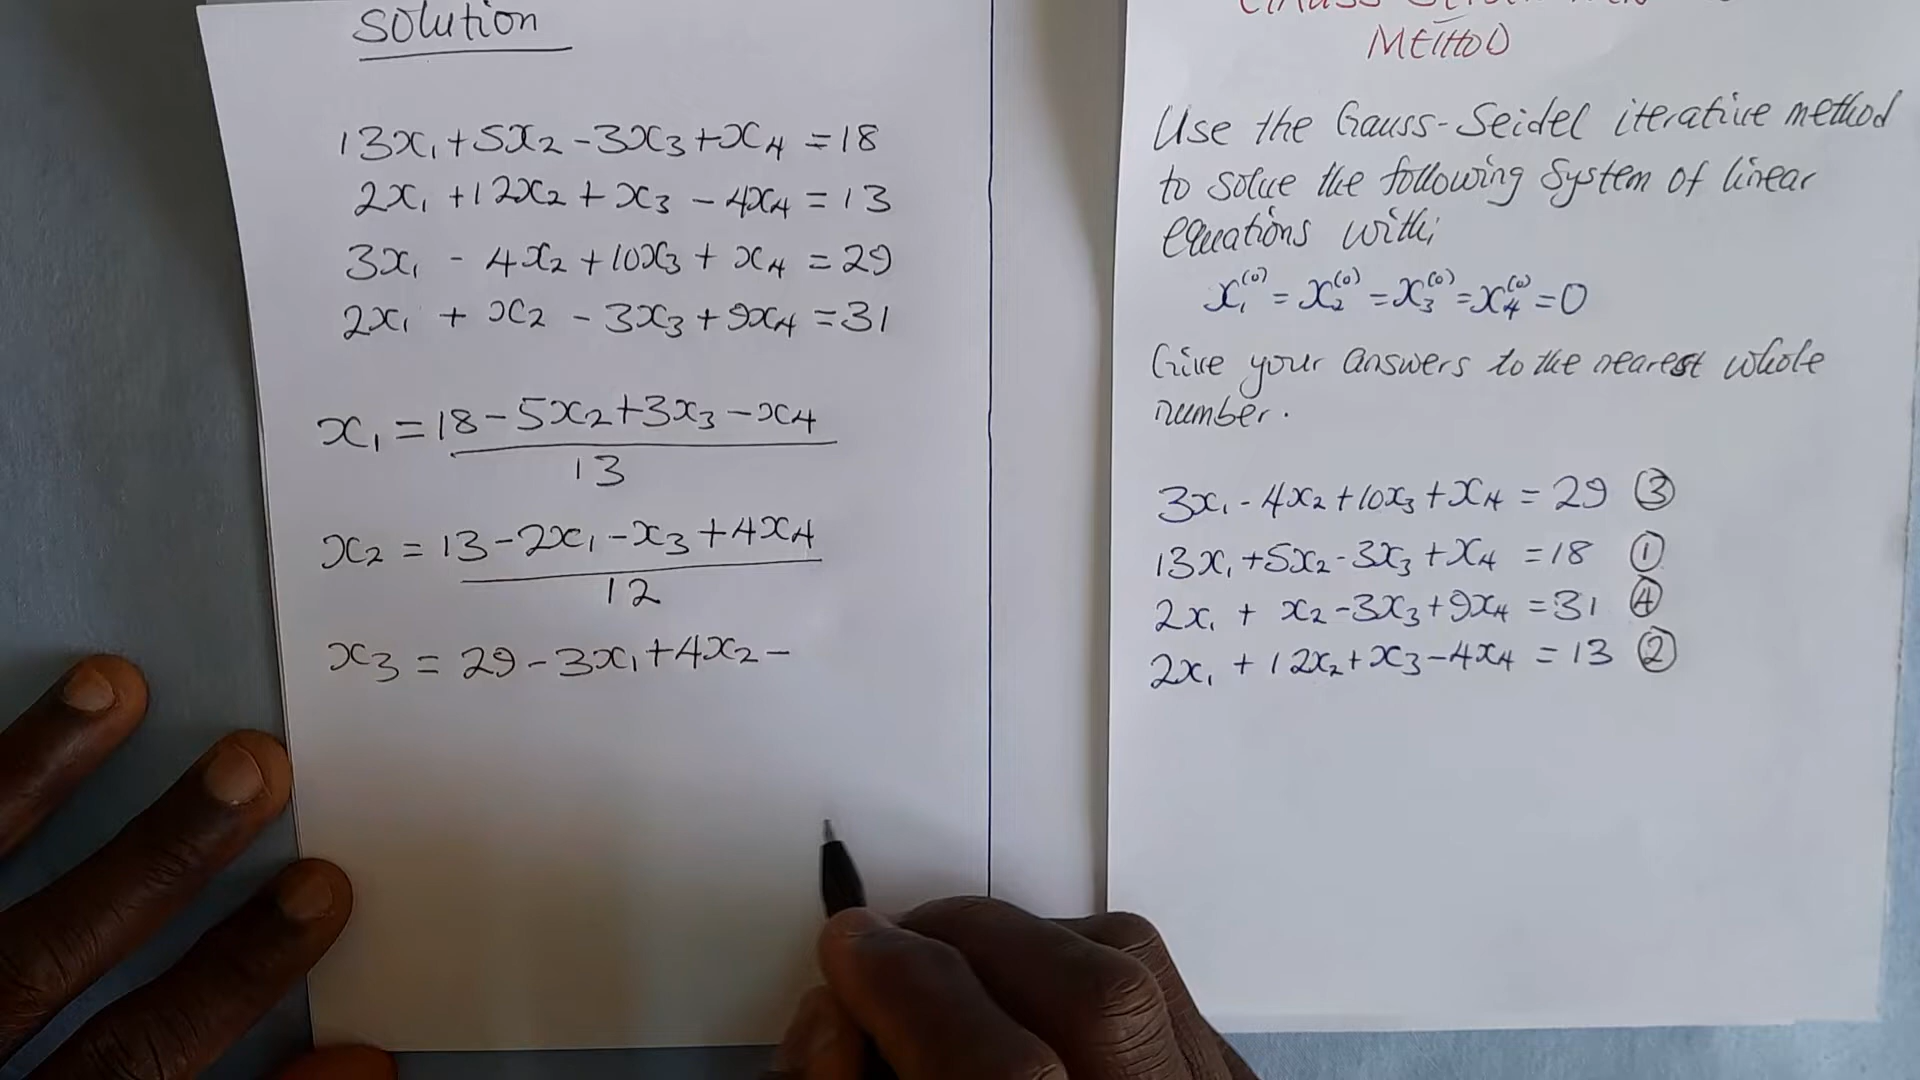 Solution
13x₁+5x₂-3x₃+x₄=18
2x₁+12x₂+x₃-4x₄=13
3x₁-4x₂+10x₃+x₄=29
2x₁+x₂-3x₃+9x₄=31
x₁=18-5x₂+3x₃-x₄
13
x₂=13-2x₁-x₃+4x₄
12
x₃=29-3x₁+4x₂-
METHOD
Use the Gauss-Seidel iterative method
to solve the following System of linear
equations with;
x₁⁽⁰⁾=x₂⁽⁰⁾=x₃⁽⁰⁾=x₄⁽⁰⁾=0
Give your answers to the nearest whole
number.
3x₁-4x₂+10x₃+x₄=29 ③
13x₁+5x₂-3x₃+x₄=18 ①
2x₁+x₂-3x₃+9x₄=31 ④
2x₁+12x₂+x₃-4x₄=13 ②